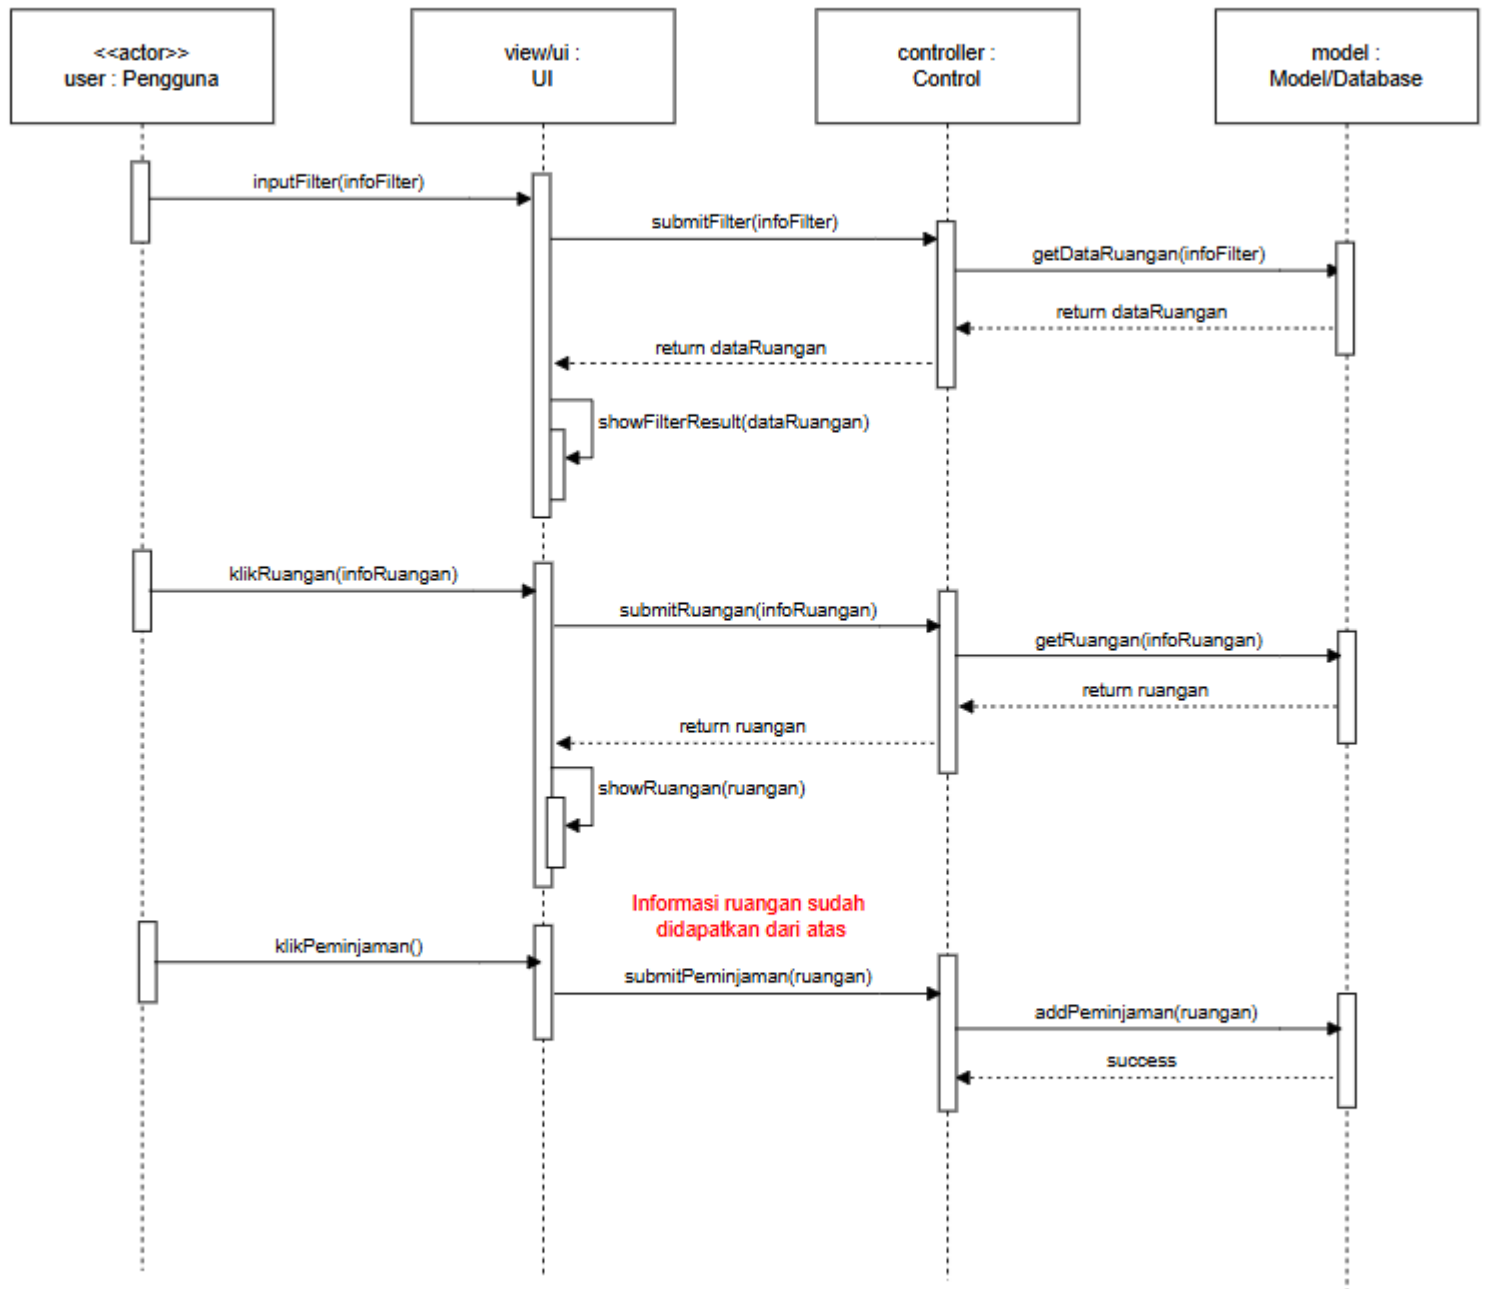 <<actor>>
user : Pengguna
view/ui :
UI
controller :
Control
model :
Model/Database
inputFilter(infoFilter)
submitFilter(infoFilter)
getDataRuangan(infoFilter)
return dataRuangan
return dataRuangan
showFilterResult(dataRuangan)
klikRuangan(infoRuangan)
submitRuangan(infoRuangan)
getRuangan(infoRuangan)
return ruangan
return ruangan
showRuangan(ruangan)
Informasi ruangan sudah
didapatkan dari atas
klikPeminjaman()
submitPeminjaman(ruangan)
addPeminjaman(ruangan)
success